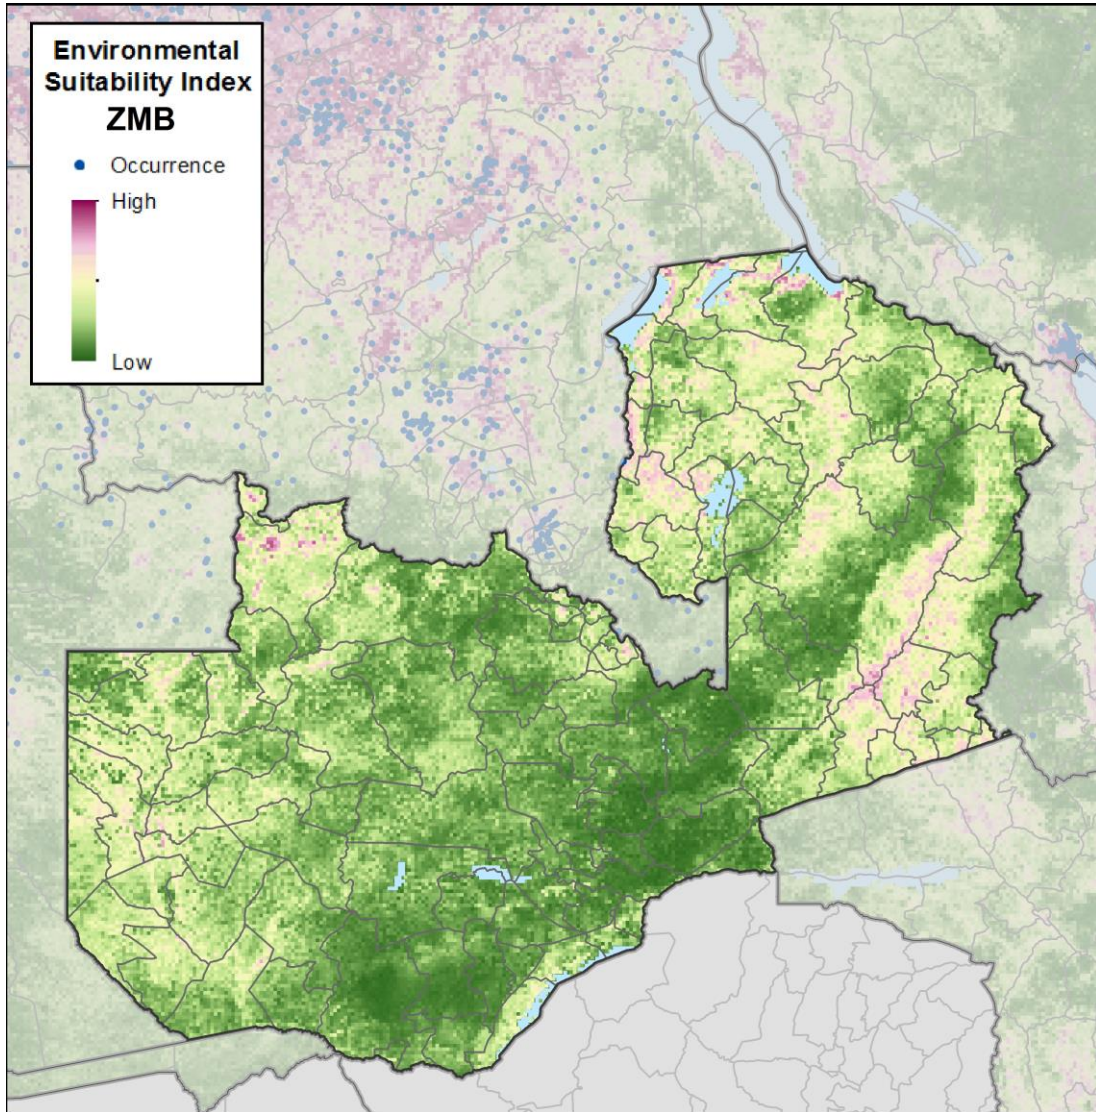 Environmental
Suitability Index
ZMB
Occurrence
High
Low